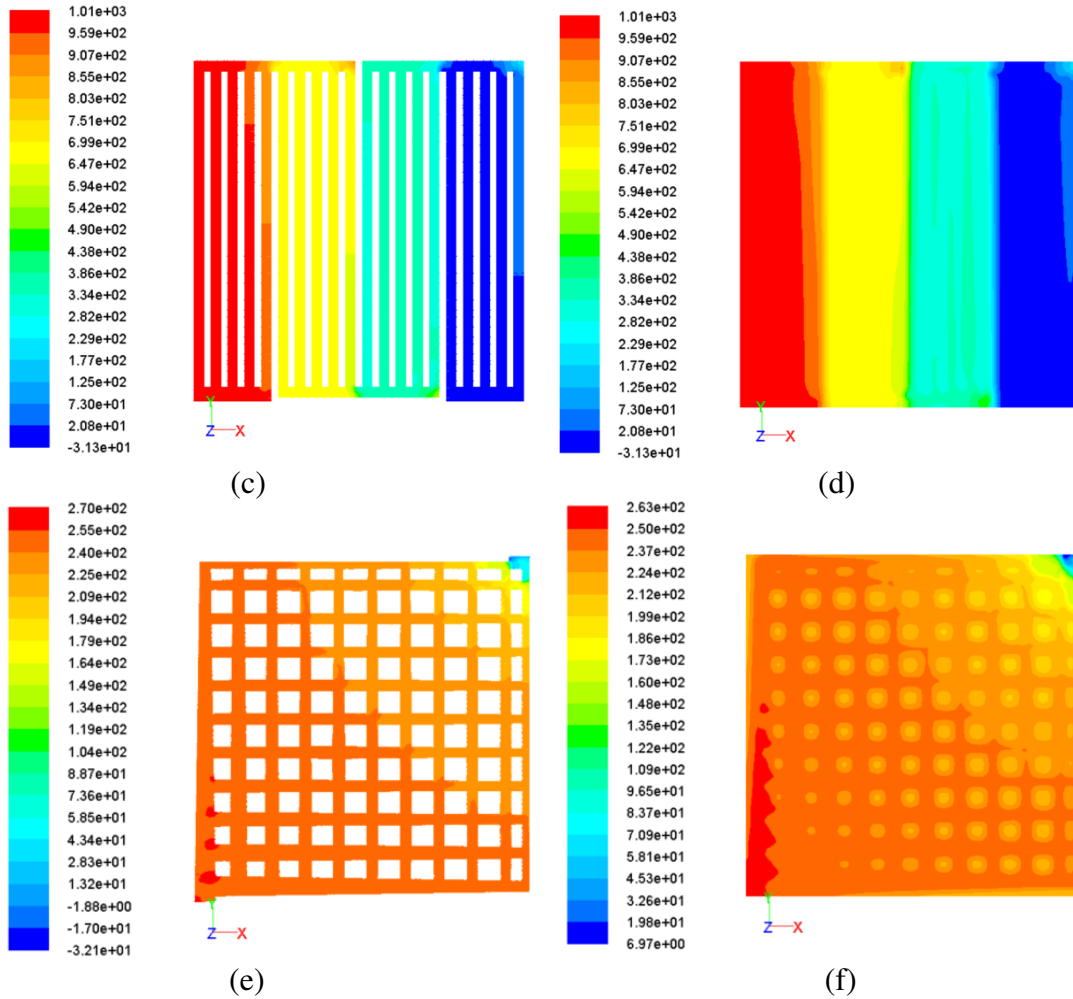 1.01e+03
9.59e+02
9.07e+02
8.55e+02
8.03e+02
7.51e+02
6.99e+02
6.47e+02
5.94e+02
5.42e+02
4.90e+02
4.38e+02
3.86e+02
3.34e+02
2.82e+02
2.29e+02
1.77e+02
1.25e+02
7.30e+01
2.08e+01
-3.13e+01
Y
Z X
(c)
1.01e+03
9.59e+02
9.07e+02
8.55e+02
8.03e+02
7.51e+02
6.99e+02
6.47e+02
5.94e+02
5.42e+02
4.90e+02
4.38e+02
3.86e+02
3.34e+02
2.82e+02
2.29e+02
1.77e+02
1.25e+02
7.30e+01
2.08e+01
-3.13e+01
Y
Z X
(d)
2.70e+02
2.55e+02
2.40e+02
2.25e+02
2.09e+02
1.94e+02
1.79e+02
1.64e+02
1.49e+02
1.34e+02
1.19e+02
1.04e+02
8.87e+01
7.36e+01
5.85e+01
4.34e+01
2.83e+01
1.32e+01
-1.88e+00
-1.70e+01
-3.21e+01
Y
Z X
(e)
2.63e+02
2.50e+02
2.37e+02
2.24e+02
2.12e+02
1.99e+02
1.86e+02
1.73e+02
1.60e+02
1.48e+02
1.35e+02
1.22e+02
1.09e+02
9.65e+01
8.37e+01
7.09e+01
5.81e+01
4.53e+01
3.26e+01
1.98e+01
6.97e+00
Y
Z X
(f)